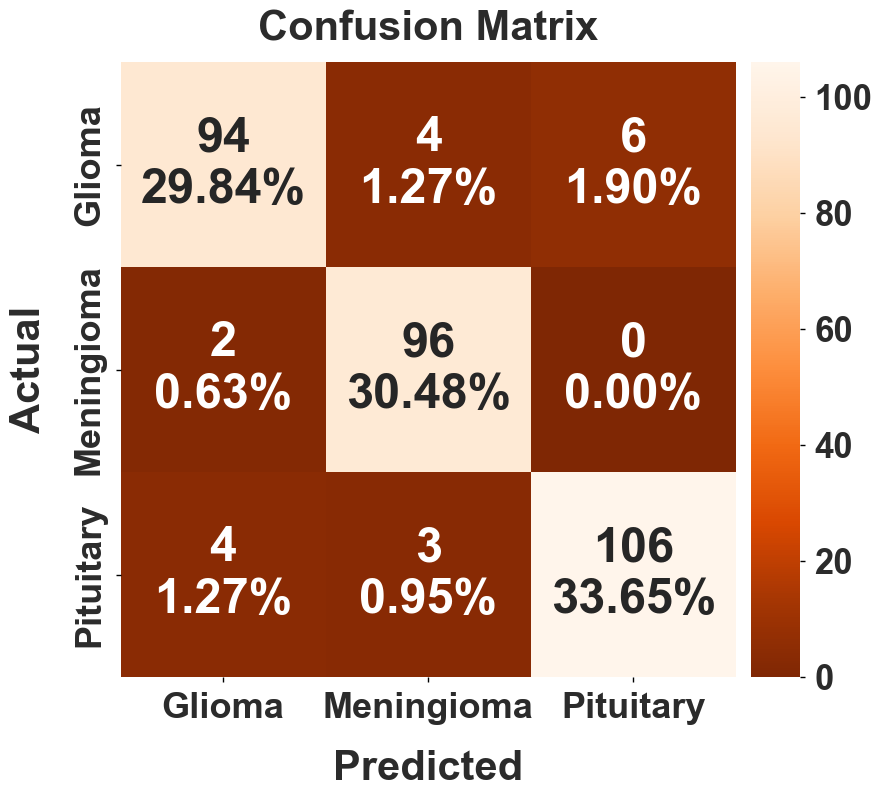 Confusion Matrix
Actual
Glioma
94
29.84%
4
1.27%
6
1.90%
Meningioma
2
0.63%
96
30.48%
0
0.00%
Pituitary
4
1.27%
3
0.95%
106
33.65%
Glioma
Meningioma
Pituitary
Predicted
100
80
60
40
20
0